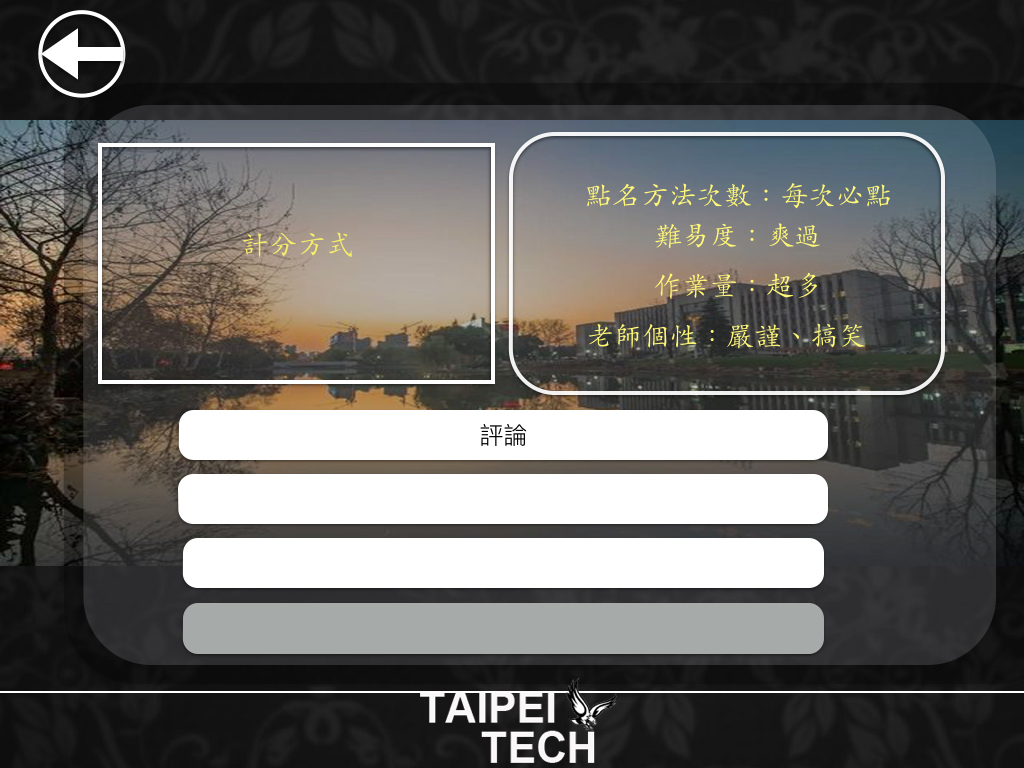 計分方式
點名方法次數：每次必點
難易度：爽過
作業量：超多
老師個性：嚴謹、搞笑
評論
TAIPEI
TECH